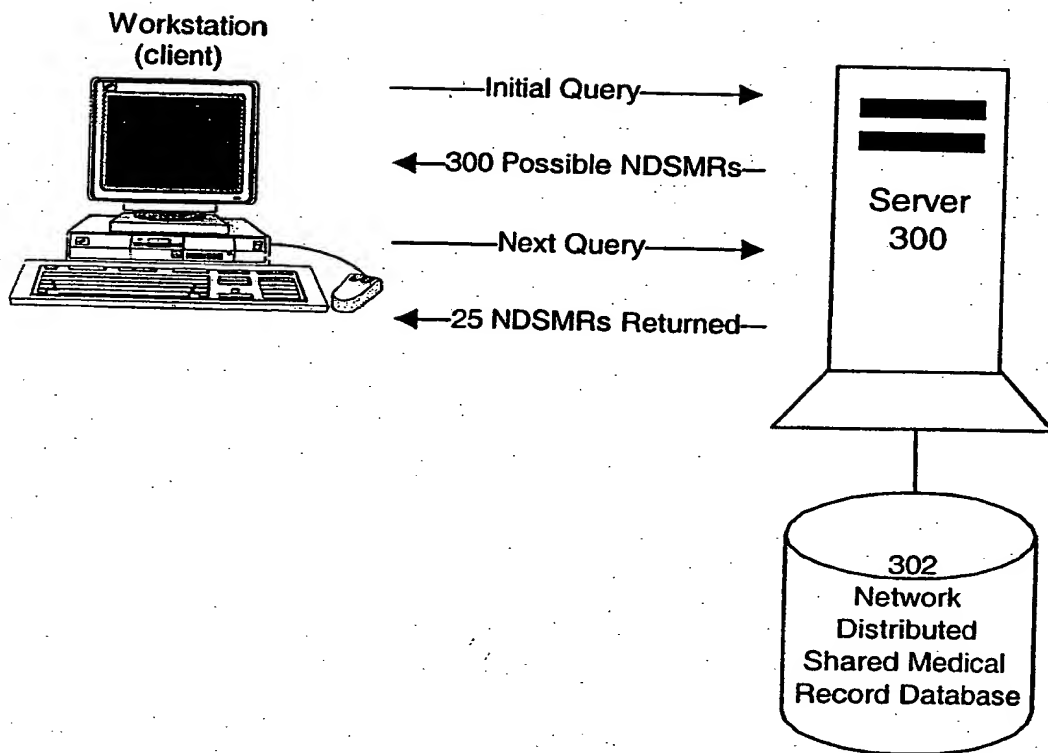 Workstation
(client)
Initial Query
300 Possible NDSMRs
Next Query
25 NDSMRs Returned
Server
300
302
Network
Distributed
Shared Medical
Record Database